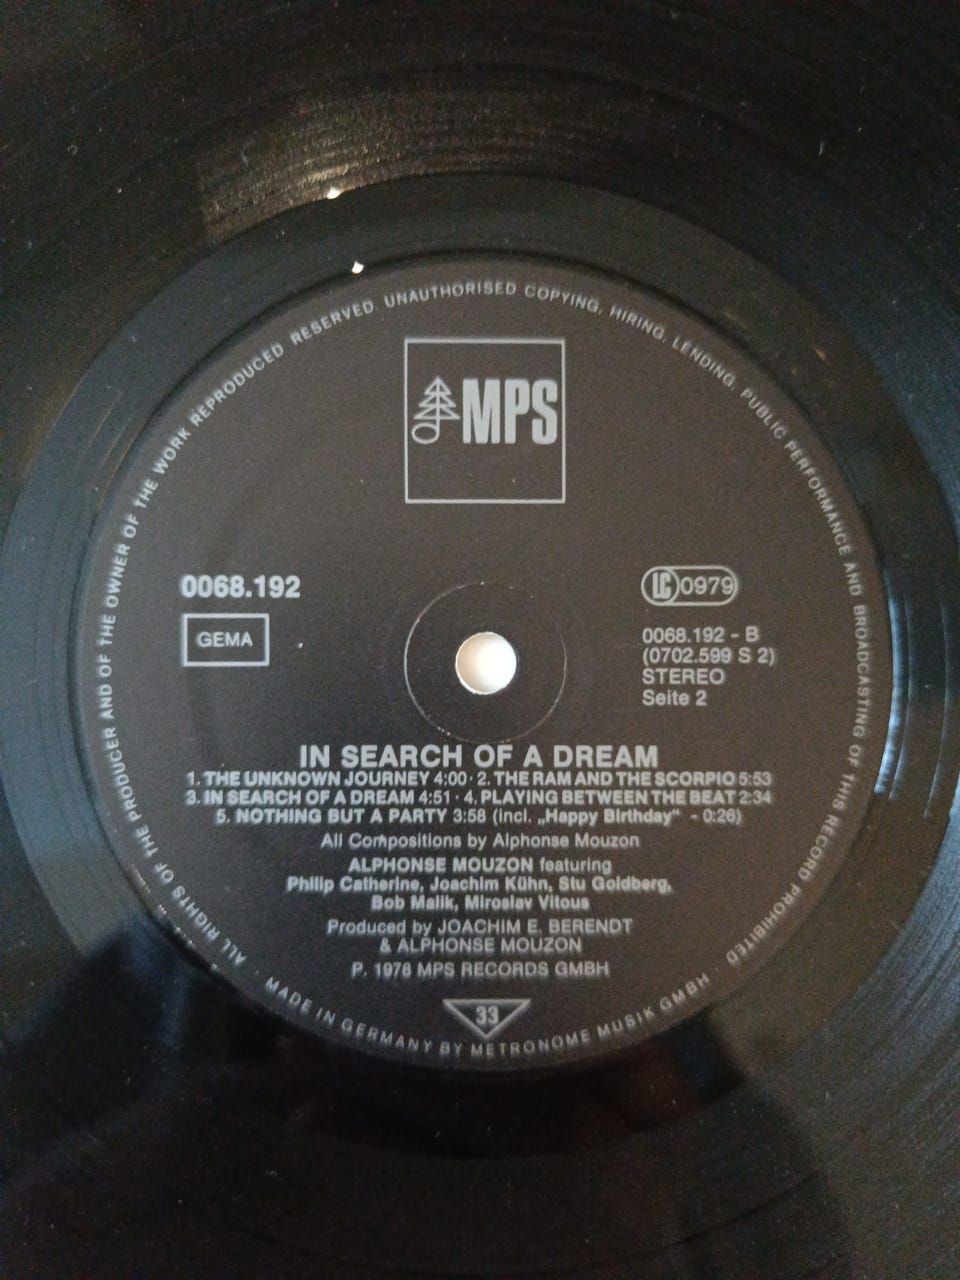 ALL RIGHTS OF THE PRODUCER AND OF THE OWNER OF THE WORK REPRODUCED RESERVED. UNAUTHORISED COPYING, HIRING, LENDING, PUBLIC PERFORMANCE AND BROADCASTING OF THIS RECORD PROHIBITED
MPS
0068.192
GEMA
LC 0979
0068.192 - B
(0702.599 S 2)
STEREO
Seite 2
IN SEARCH OF A DREAM
1. THE UNKNOWN JOURNEY 4:00 · 2. THE RAM AND THE SCORPIO 5:53
3. IN SEARCH OF A DREAM 4:51 · 4. PLAYING BETWEEN THE BEAT 2:34
5. NOTHING BUT A PARTY 3:58 (incl. „Happy Birthday“ - 0:26)
All Compositions by Alphonse Mouzon
ALPHONSE MOUZON featuring
Philip Catherine, Joachim Kühn, Stu Goldberg,
Bob Malik, Miroslav Vitous
Produced by JOACHIM E. BERENDT
& ALPHONSE MOUZON
P. 1978 MPS RECORDS GMBH
33
· MADE IN GERMANY BY METRONOME MUSIK GMBH ·